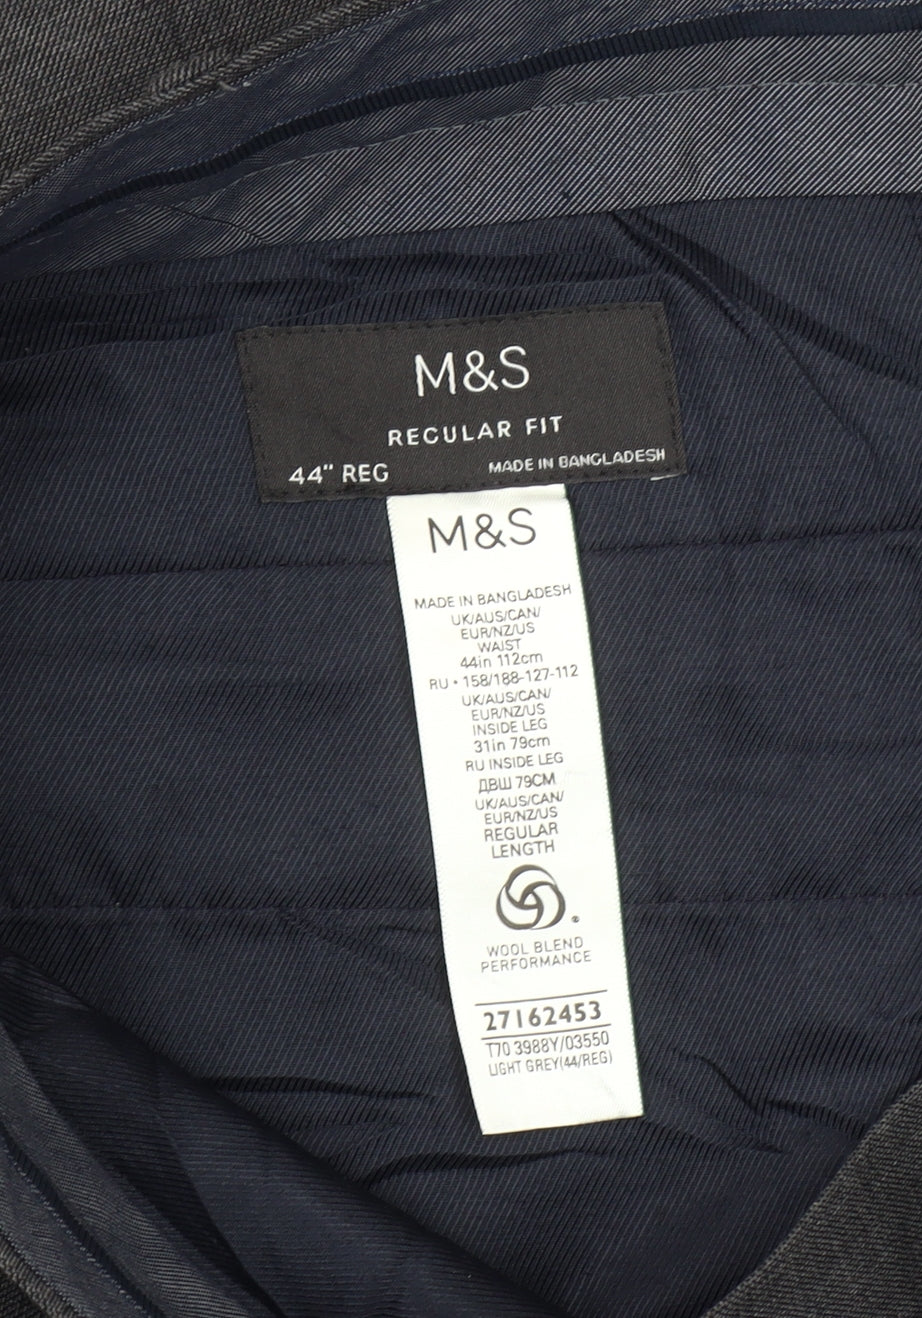 M&S
REGULAR FIT
44" REG
MADE IN BANGLADESH
M&S
MADE IN BANGLADESH
UK/AUS/CAN/
EUR/NZ/US
WAIST
44in 112cm
RU • 158/188-127-112
UK/AUS/CAN/
EUR/NZ/US
INSIDE LEG
31in 79cm
RU INSIDE LEG
ДВШ 79СМ
UK/AUS/CAN/
EUR/NZ/US
REGULAR
LENGTH
®
WOOL BLEND
PERFORMANCE
27162453
T70 3988Y/03550
LIGHT GREY(44/REG)